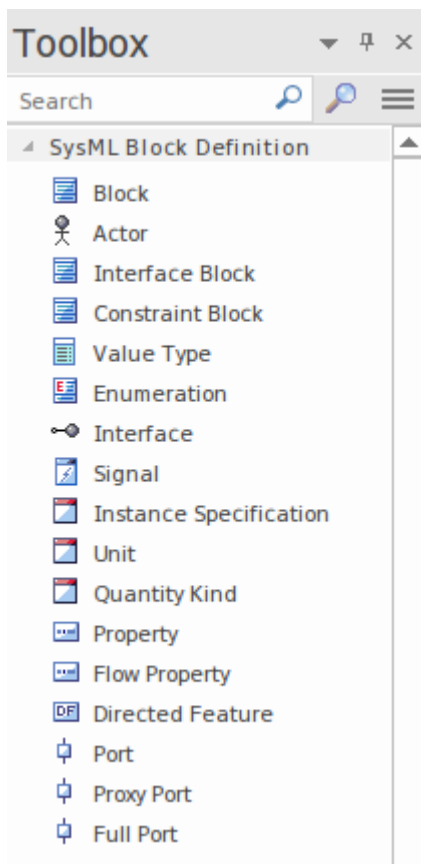 Toolbox
Search
SysML Block Definition
Block
Actor
Interface Block
Constraint Block
Value Type
Enumeration
Interface
Signal
Instance Specification
Unit
Quantity Kind
Property
Flow Property
DF Directed Feature
Port
Proxy Port
Full Port